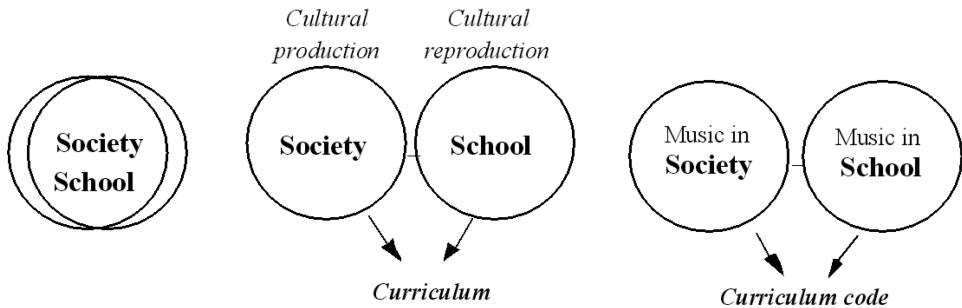 Society
School
Cultural
production
Cultural
reproduction
Society
School
Curriculum
Music in
Society
Music in
School
Curriculum code